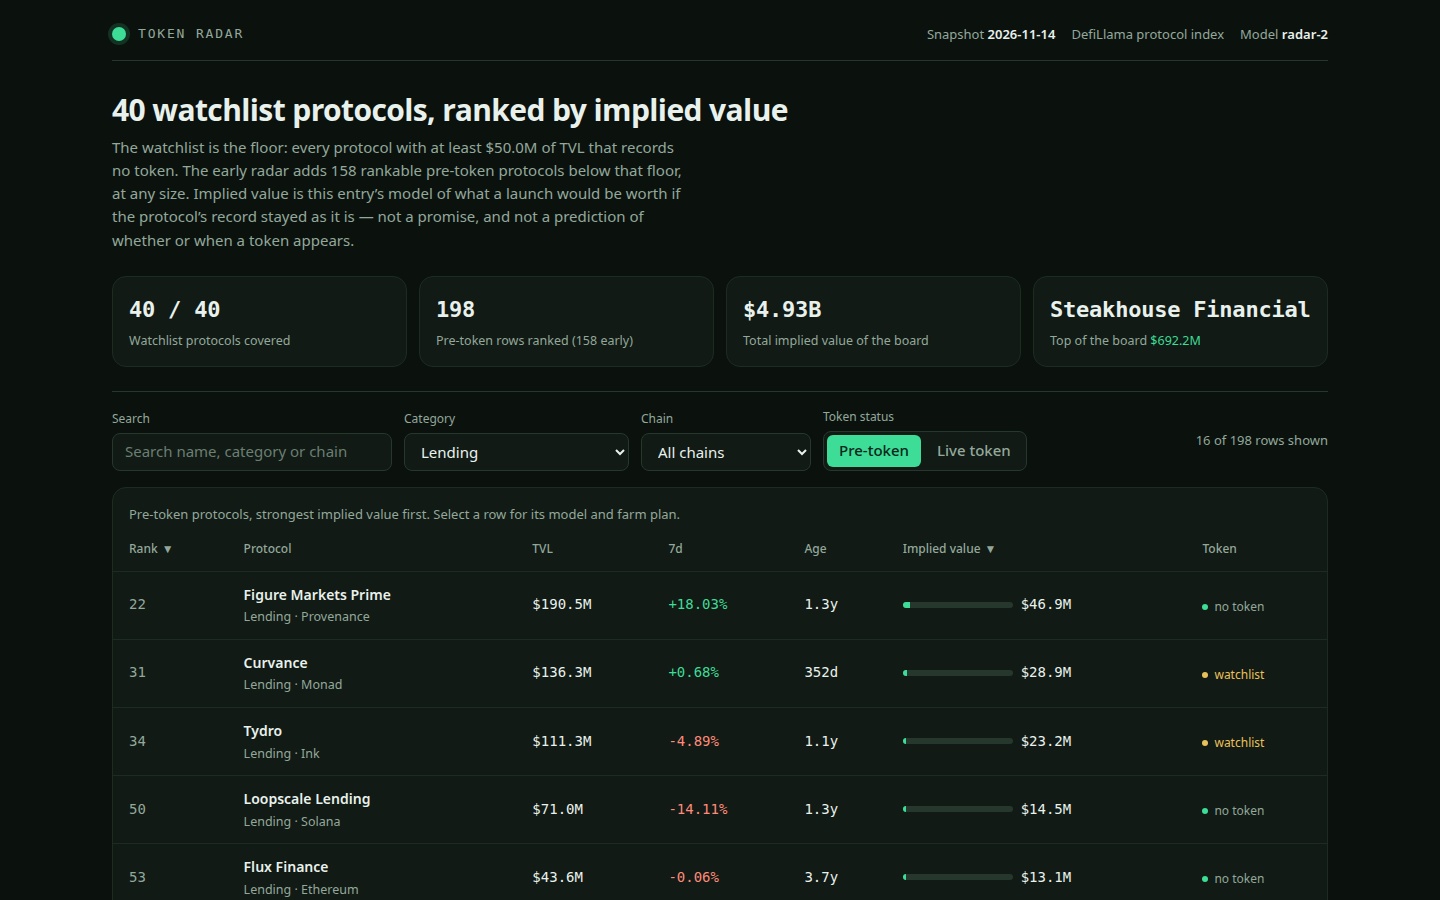 TOKEN RADAR
Snapshot 2026-11-14 DefiLlama protocol index Model radar-2
40 watchlist protocols, ranked by implied value
The watchlist is the floor: every protocol with at least $50.0M of TVL that records
no token. The early radar adds 158 rankable pre-token protocols below that floor,
at any size. Implied value is this entry’s model of what a launch would be worth if
the protocol’s record stayed as it is — not a promise, and not a prediction of
whether or when a token appears.
40 / 40
Watchlist protocols covered
198
Pre-token rows ranked (158 early)
$4.93B
Total implied value of the board
Steakhouse Financial
Top of the board $692.2M
Search
Search name, category or chain
Category
Lending
Chain
All chains
Token status
Pre-token Live token
16 of 198 rows shown
Pre-token protocols, strongest implied value first. Select a row for its model and farm plan.
Rank ▼ Protocol TVL 7d Age Implied value ▼ Token
22 Figure Markets Prime $190.5M +18.03% 1.3y $46.9M no token
Lending · Provenance
31 Curvance $136.3M +0.68% 352d $28.9M watchlist
Lending · Monad
34 Tydro $111.3M -4.89% 1.1y $23.2M watchlist
Lending · Ink
50 Loopscale Lending $71.0M -14.11% 1.3y $14.5M no token
Lending · Solana
53 Flux Finance $43.6M -0.06% 3.7y $13.1M no token
Lending · Ethereum